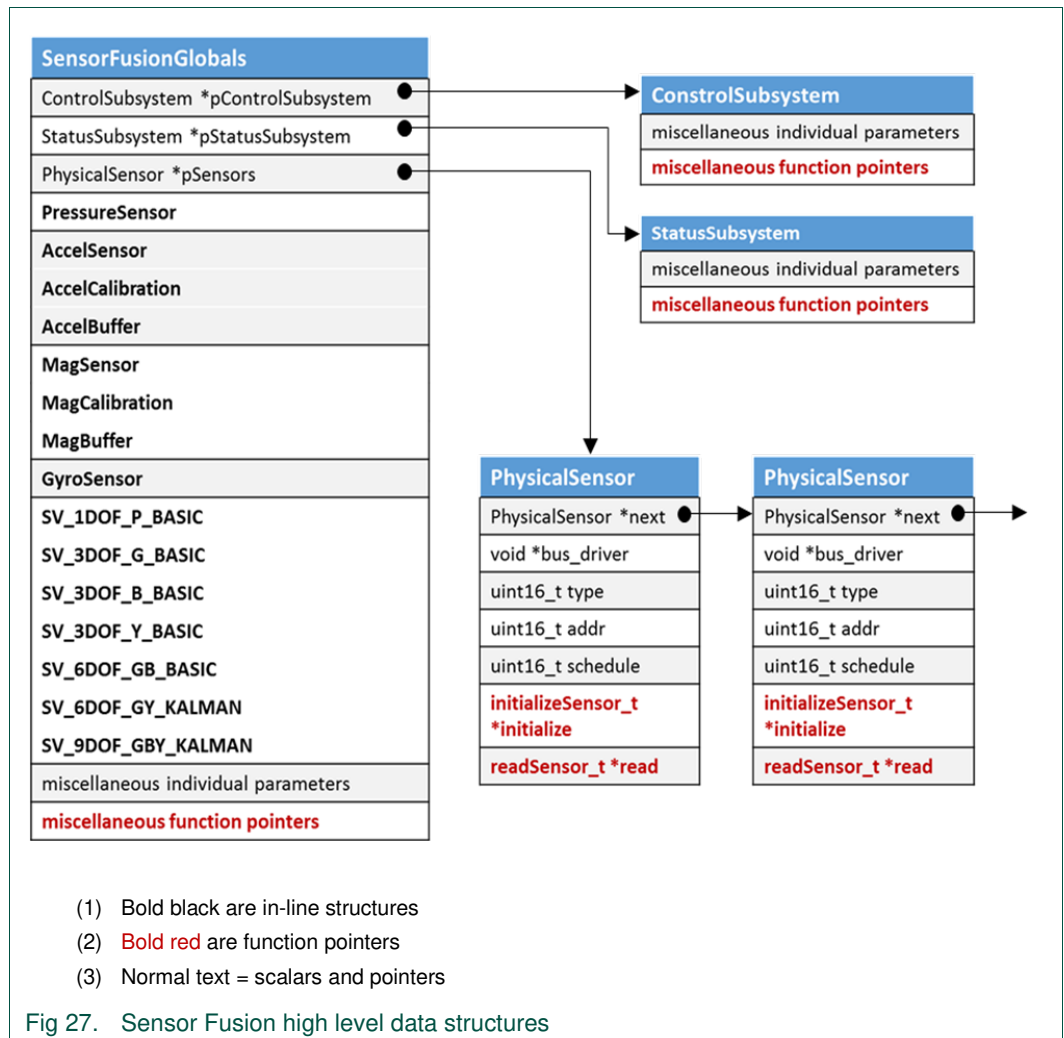 SensorFusionGlobals
ControlSubsystem *pControlSubsystem
StatusSubsystem *pStatusSubsystem
PhysicalSensor *pSensors
PressureSensor
AccelSensor
AccelCalibration
AccelBuffer
MagSensor
MagCalibration
MagBuffer
GyroSensor
SV_1DOF_P_BASIC
SV_3DOF_G_BASIC
SV_3DOF_B_BASIC
SV_3DOF_Y_BASIC
SV_6DOF_GB_BASIC
SV_6DOF_GY_KALMAN
SV_9DOF_GBY_KALMAN
miscellaneous individual parameters
miscellaneous function pointers
ConstrolSubsystem
miscellaneous individual parameters
miscellaneous function pointers
StatusSubsystem
miscellaneous individual parameters
miscellaneous function pointers
PhysicalSensor
PhysicalSensor *next
void *bus_driver
uint16_t type
uint16_t addr
uint16_t schedule
initializeSensor_t
*initialize
readSensor_t *read
PhysicalSensor
PhysicalSensor *next
void *bus_driver
uint16_t type
uint16_t addr
uint16_t schedule
initializeSensor_t
*initialize
readSensor_t *read
(1) Bold black are in-line structures
(2) Bold red are function pointers
(3) Normal text = scalars and pointers
Fig 27. Sensor Fusion high level data structures